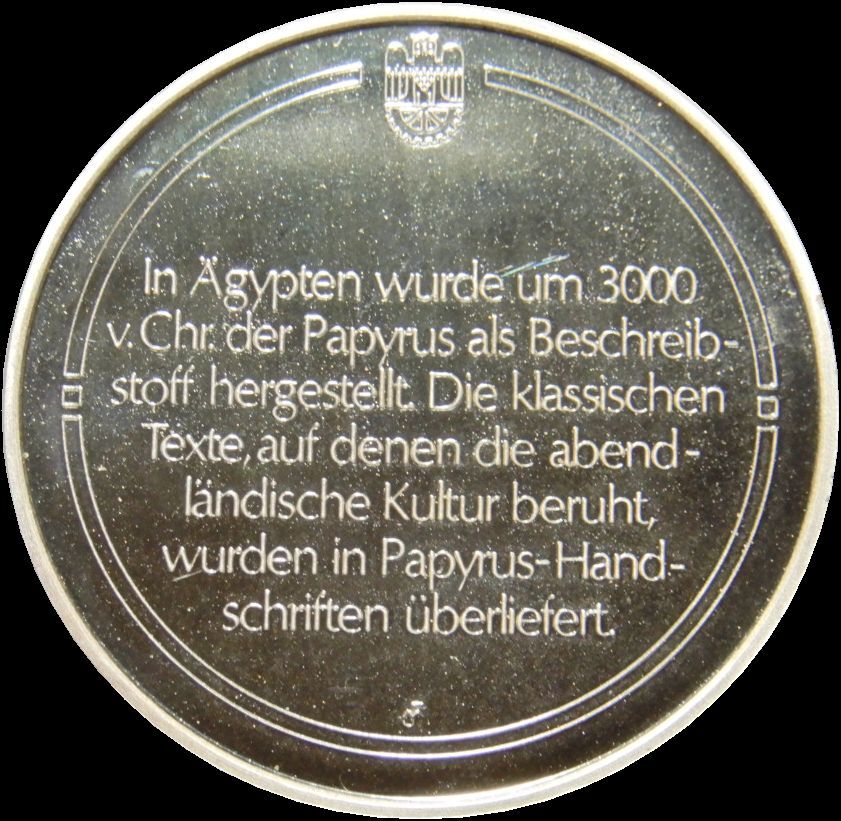 In Ägypten wurde um 3000
v. Chr. der Papyrus als Beschreib-
stoff hergestellt. Die klassischen
Texte, auf denen die abend-
ländische Kultur beruht,
wurden in Papyrus-Hand-
schriften überliefert.